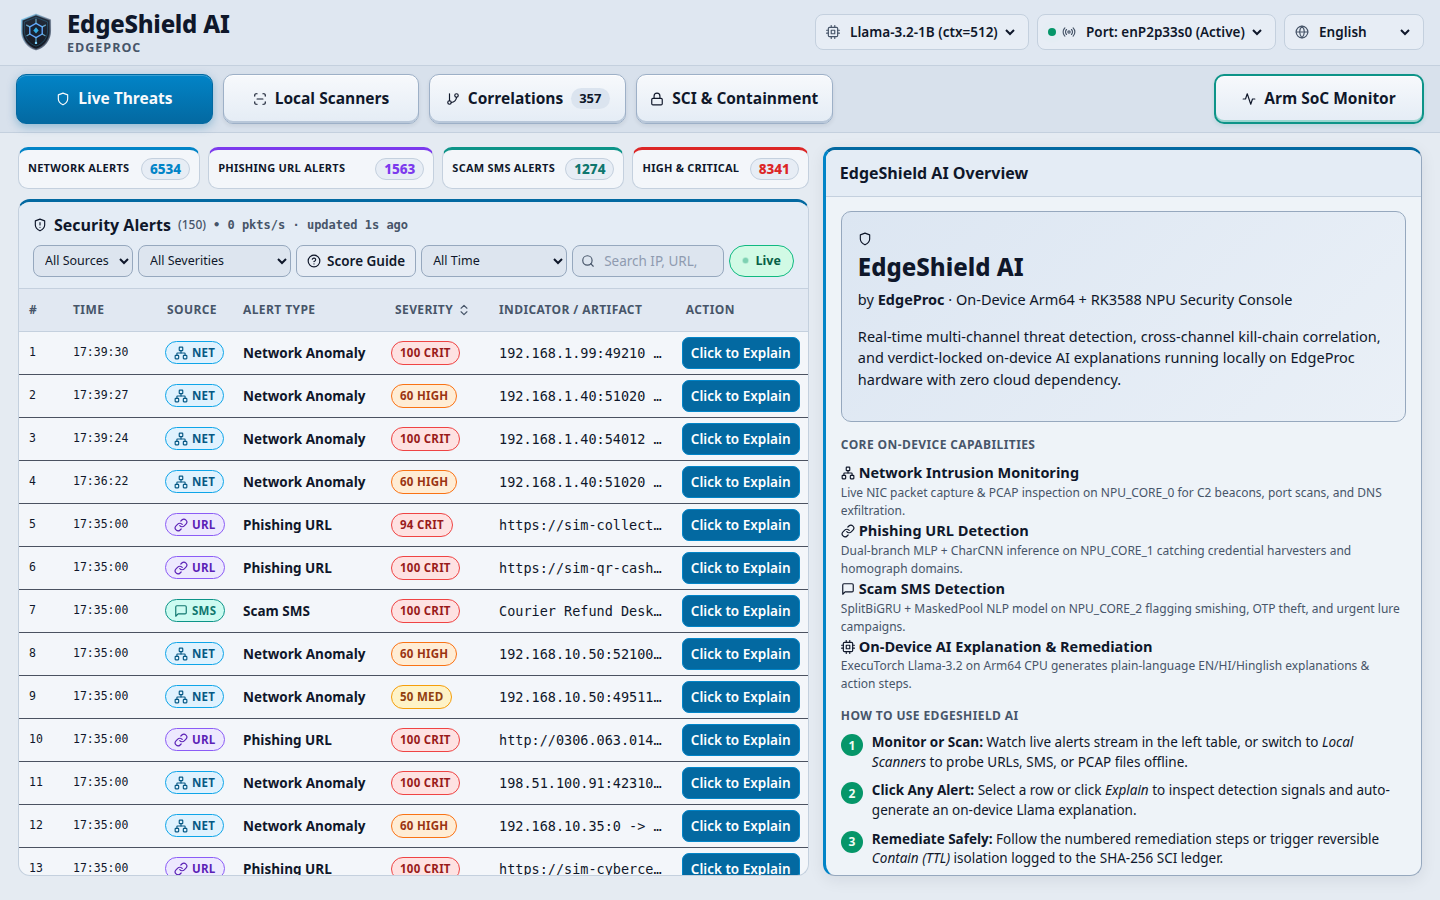 EdgeShield AI
EDGEPROC
Llama-3.2-1B (ctx=512)
Port: enP2p33s0 (Active)
English
Live Threats
Local Scanners
Correlations 357
SCI & Containment
Arm SoC Monitor
NETWORK ALERTS 6534
PHISHING URL ALERTS 1563
SCAM SMS ALERTS 1274
HIGH & CRITICAL 8341
Security Alerts (150) • 0 pkts/s · updated 1s ago
All Sources
All Severities
Score Guide
All Time
Search IP, URL,
Live
# TIME SOURCE ALERT TYPE SEVERITY INDICATOR / ARTIFACT ACTION
1 17:39:30 NET Network Anomaly 100 CRIT 192.168.1.99:49210 … Click to Explain
2 17:39:27 NET Network Anomaly 60 HIGH 192.168.1.40:51020 … Click to Explain
3 17:39:24 NET Network Anomaly 100 CRIT 192.168.1.40:54012 … Click to Explain
4 17:36:22 NET Network Anomaly 60 HIGH 192.168.1.40:51020 … Click to Explain
5 17:35:00 URL Phishing URL 94 CRIT https://sim-collect… Click to Explain
6 17:35:00 URL Phishing URL 100 CRIT https://sim-qr-cash… Click to Explain
7 17:35:00 SMS Scam SMS 100 CRIT Courier Refund Desk… Click to Explain
8 17:35:00 NET Network Anomaly 60 HIGH 192.168.10.50:52100… Click to Explain
9 17:35:00 NET Network Anomaly 50 MED 192.168.10.50:49511… Click to Explain
10 17:35:00 URL Phishing URL 100 CRIT http://0306.063.014… Click to Explain
11 17:35:00 NET Network Anomaly 100 CRIT 198.51.100.91:42310… Click to Explain
12 17:35:00 NET Network Anomaly 60 HIGH 192.168.10.35:0 -> … Click to Explain
13 17:35:00 URL Phishing URL 100 CRIT https://sim-cyberce… Click to Explain
EdgeShield AI Overview
EdgeShield AI
by EdgeProc · On-Device Arm64 + RK3588 NPU Security Console
Real-time multi-channel threat detection, cross-channel kill-chain correlation,
and verdict-locked on-device AI explanations running locally on EdgeProc
hardware with zero cloud dependency.
CORE ON-DEVICE CAPABILITIES
Network Intrusion Monitoring
Live NIC packet capture & PCAP inspection on NPU_CORE_0 for C2 beacons, port scans, and DNS
exfiltration.
Phishing URL Detection
Dual-branch MLP + CharCNN inference on NPU_CORE_1 catching credential harvesters and
homograph domains.
Scam SMS Detection
SplitBiGRU + MaskedPool NLP model on NPU_CORE_2 flagging smishing, OTP theft, and urgent lure
campaigns.
On-Device AI Explanation & Remediation
ExecuTorch Llama-3.2 on Arm64 CPU generates plain-language EN/HI/Hinglish explanations &
action steps.
HOW TO USE EDGESHIELD AI
1 Monitor or Scan: Watch live alerts stream in the left table, or switch to Local
Scanners to probe URLs, SMS, or PCAP files offline.
2 Click Any Alert: Select a row or click Explain to inspect detection signals and auto-
generate an on-device Llama explanation.
3 Remediate Safely: Follow the numbered remediation steps or trigger reversible
Contain (TTL) isolation logged to the SHA-256 SCI ledger.